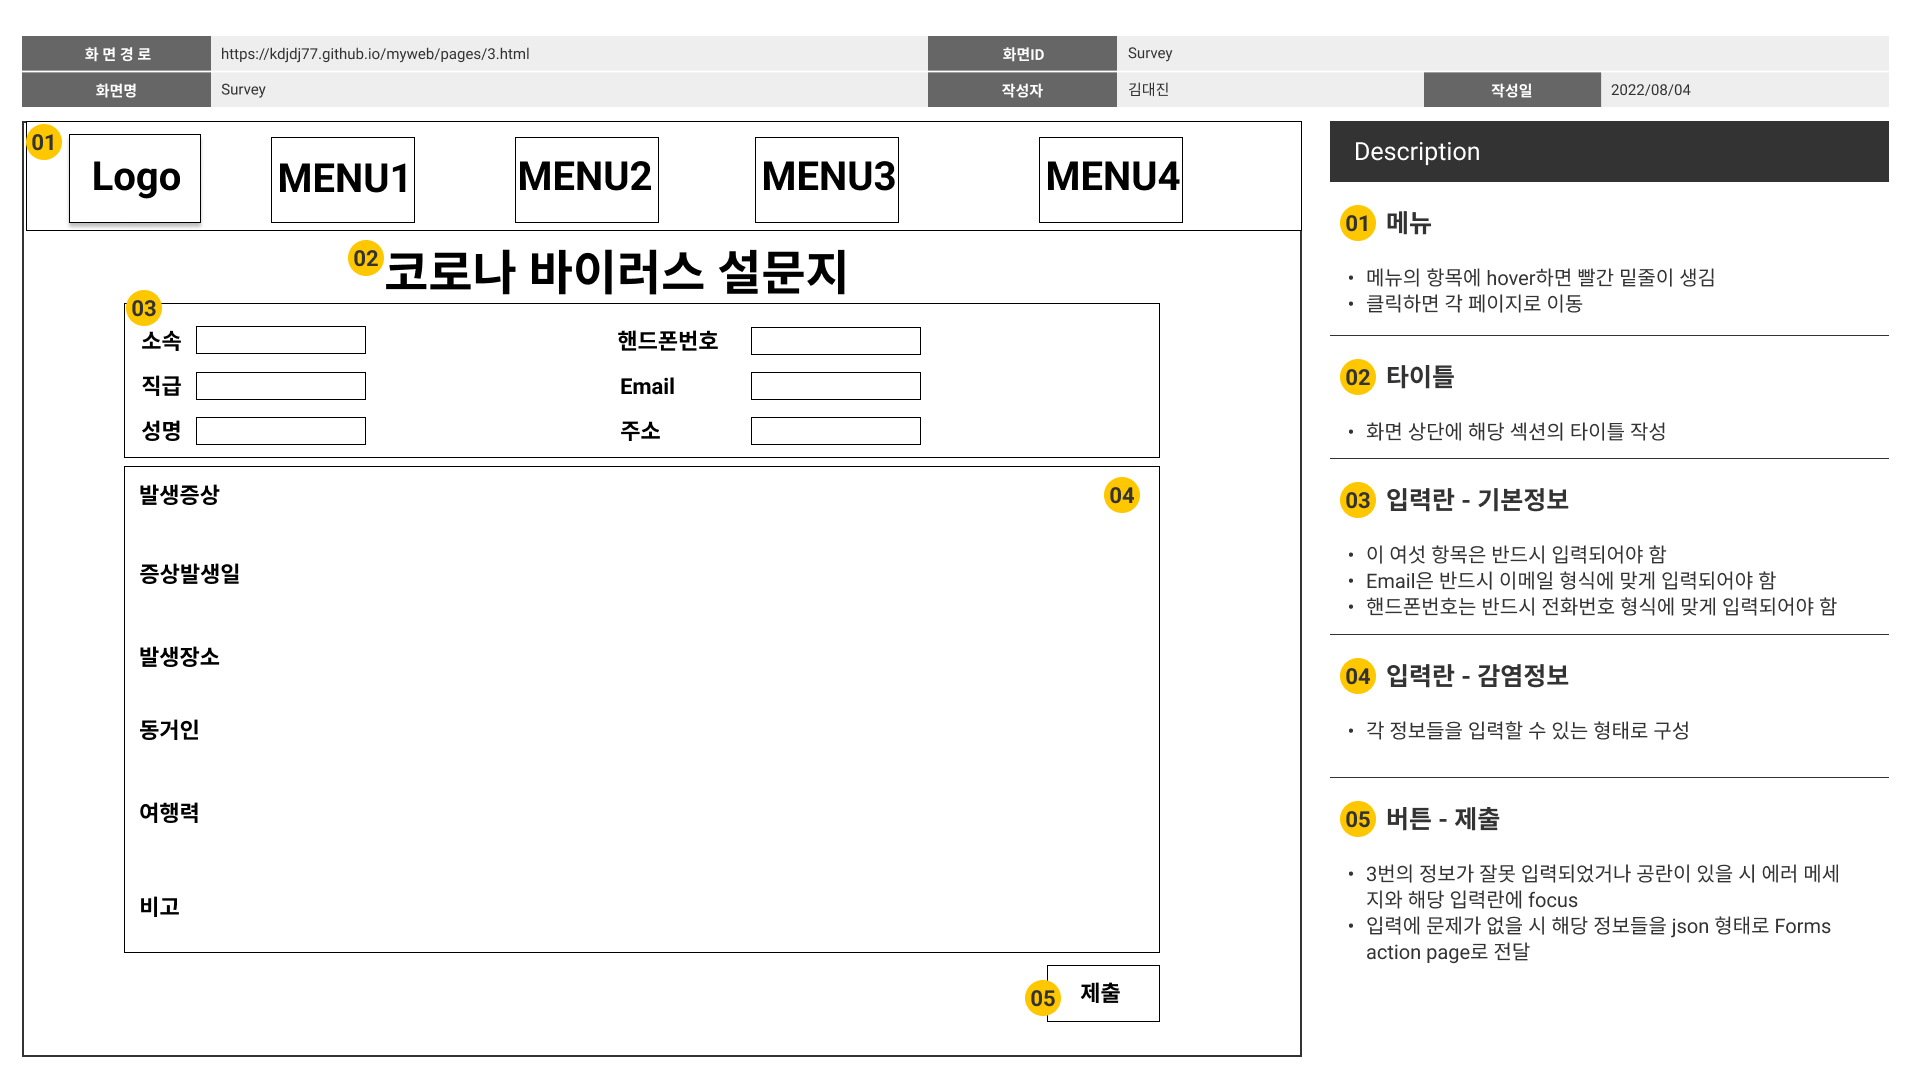 화 면 경 로
https://kdjdj77.github.io/myweb/pages/3.html
화면ID
Survey
화면명
Survey
작성자
김대진
작성일
2022/08/04
01
Logo
MENU1
MENU2
MENU3
MENU4
02
코로나 바이러스 설문지
03
소속
핸드폰번호
직급
Email
성명
주소
발생증상
04
증상발생일
발생장소
동거인
여행력
비고
05
제출
Description
01 메뉴
• 메뉴의 항목에 hover하면 빨간 밑줄이 생김
• 클릭하면 각 페이지로 이동
02 타이틀
• 화면 상단에 해당 섹션의 타이틀 작성
03 입력란 - 기본정보
• 이 여섯 항목은 반드시 입력되어야 함
• Email은 반드시 이메일 형식에 맞게 입력되어야 함
• 핸드폰번호는 반드시 전화번호 형식에 맞게 입력되어야 함
04 입력란 - 감염정보
• 각 정보들을 입력할 수 있는 형태로 구성
05 버튼 - 제출
• 3번의 정보가 잘못 입력되었거나 공란이 있을 시 에러 메세
지와 해당 입력란에 focus
• 입력에 문제가 없을 시 해당 정보들을 json 형태로 Forms
action page로 전달